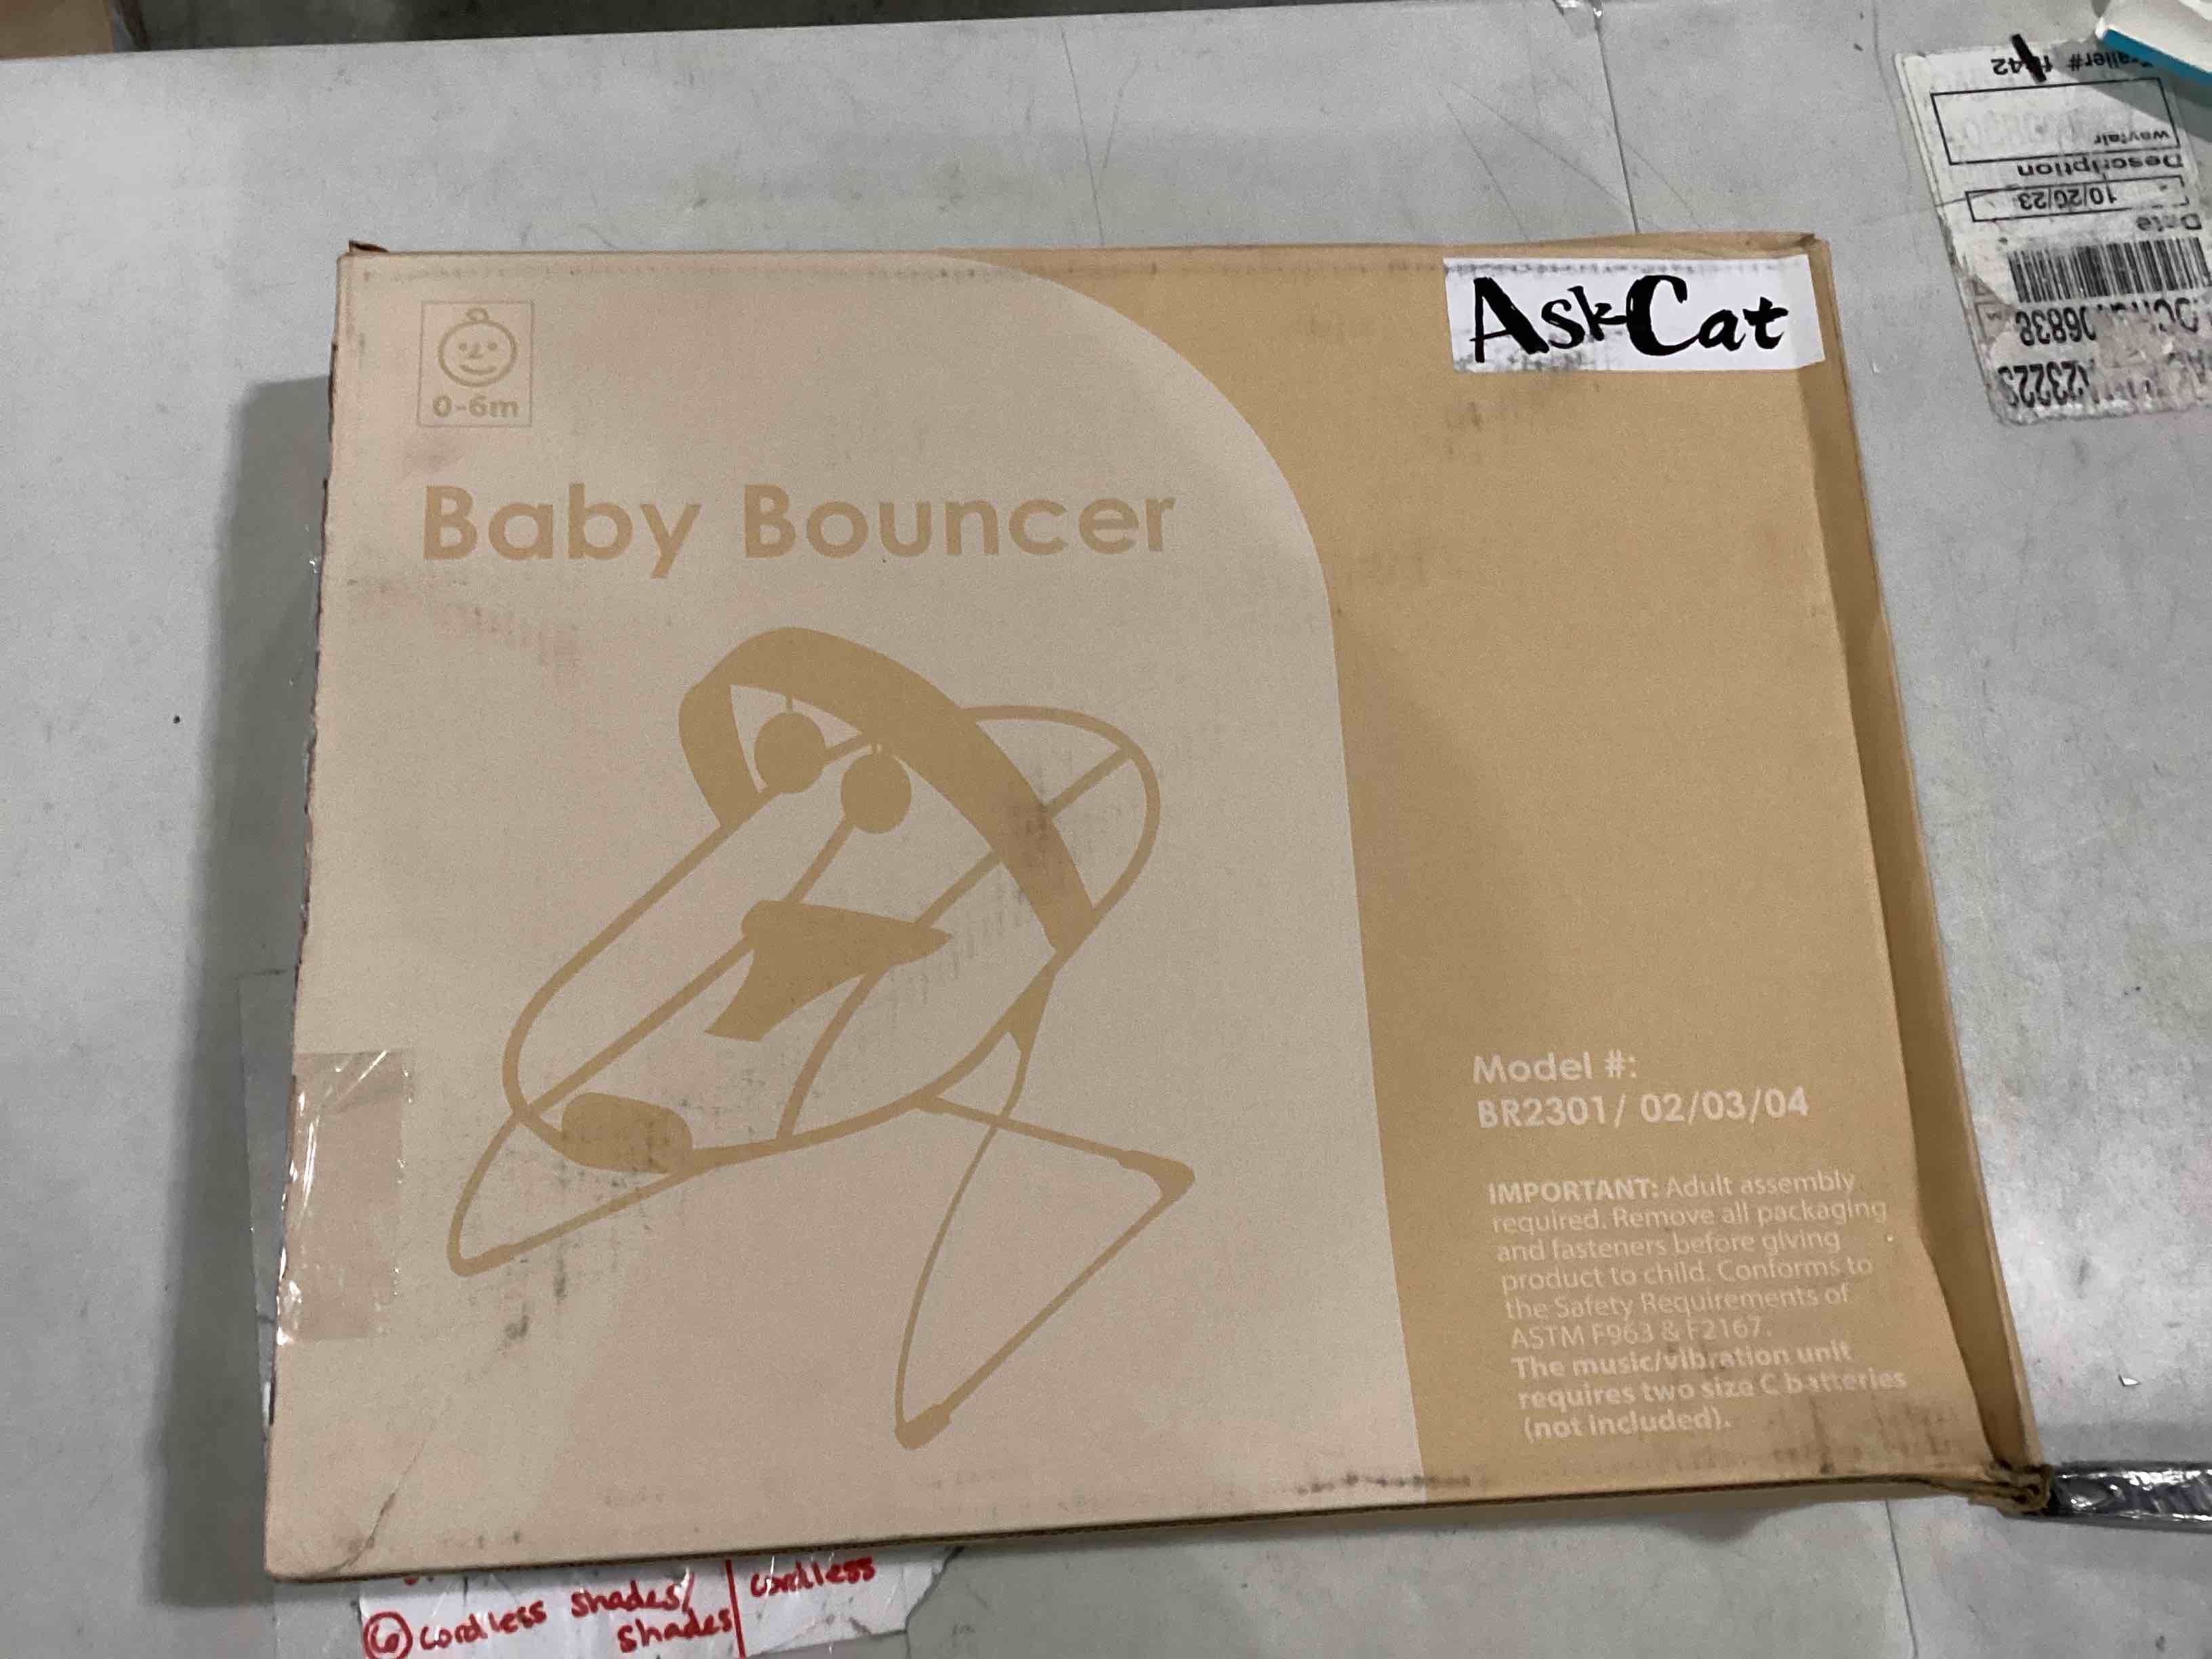 0-6m
AskCat
Baby Bouncer
Model #:
BR2301/ 02/03/04
IMPORTANT: Adult assembly
required. Remove all packaging
and fasteners before giving
product to child. Conforms to
the Safety Requirements of
ASTM F963 & F2167.
The music/vibration unit
requires two size C batteries
(not included).
Date
10/26/23
Description
wayfair
6 cordless shades/
shades
cordless